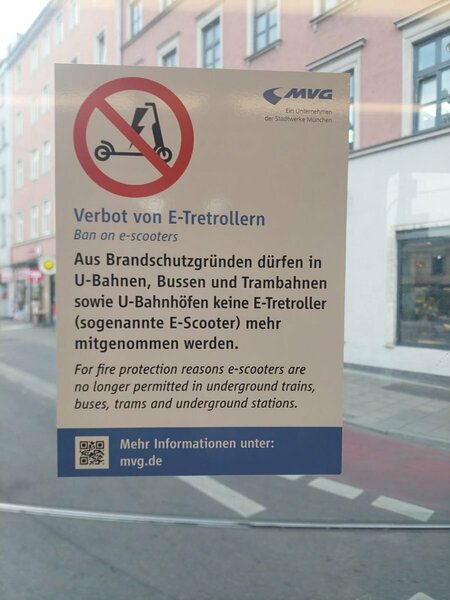 MVG
Ein Unternehmen
der Stadtwerke München
Verbot von E-Tretrollern
Ban on e-scooters
Aus Brandschutzgründen dürfen in
U-Bahnen, Bussen und Trambahnen
sowie U-Bahnhöfen keine E-Tretroller
(sogenannte E-Scooter) mehr
mitgenommen werden.
For fire protection reasons e-scooters are
no longer permitted in underground trains,
buses, trams and underground stations.
Mehr Informationen unter:
mvg.de